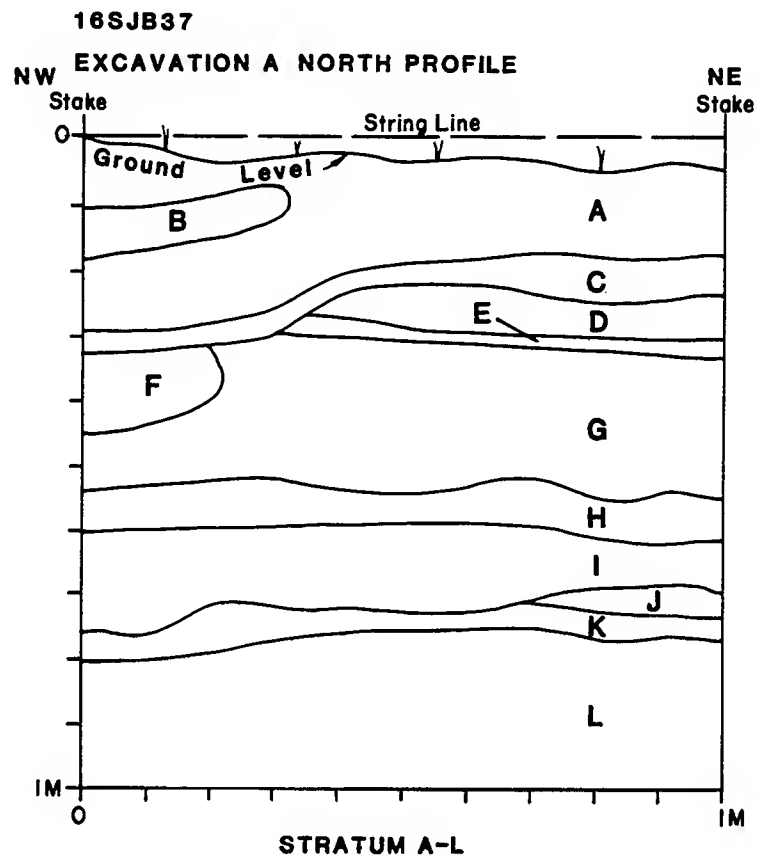 16SJB37
EXCAVATION A NORTH PROFILE
NW
Stake
NE
Stake
0
String Line
Ground
Level
A
B
C
D
E
F
G
H
I
J
K
L
1M
0
1M
STRATUM A-L